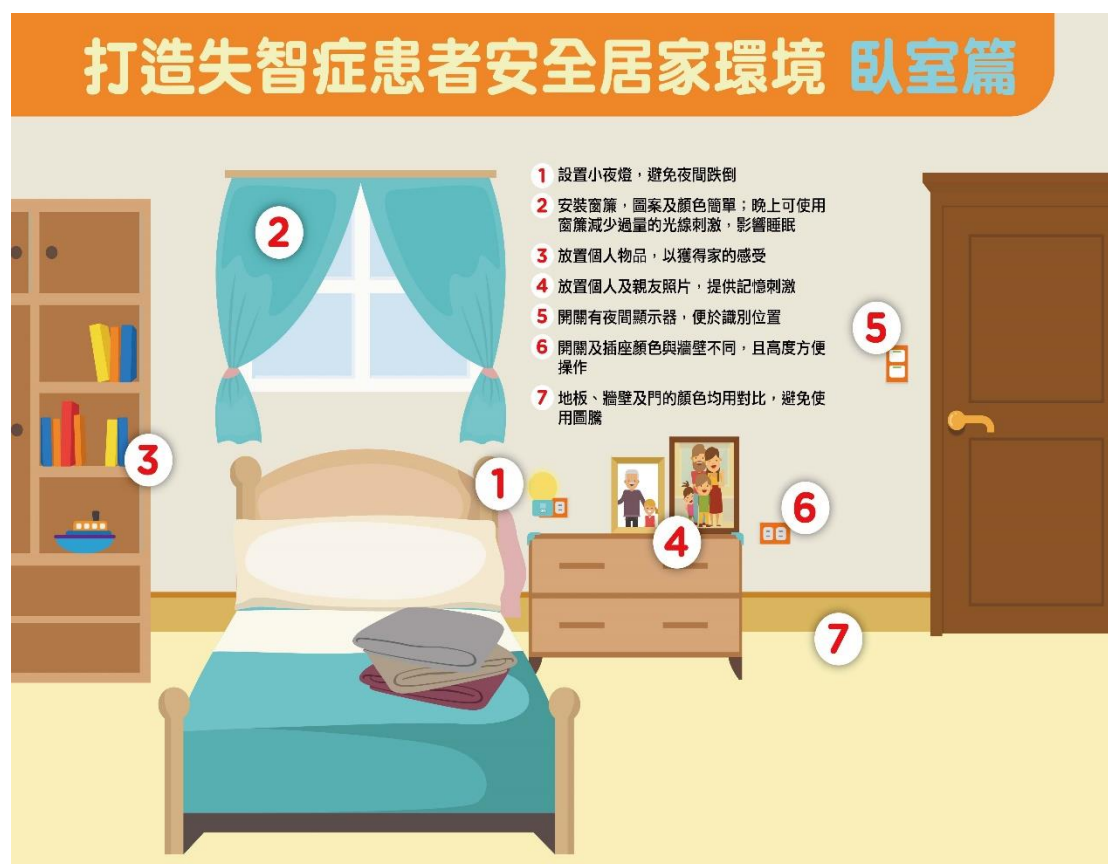 打造失智症患者安全居家環境 臥室篇
1 設置小夜燈，避免夜間跌倒
2 安裝窗簾，圖案及顏色簡單；晚上可使用
窗簾減少過量的光線刺激，影響睡眠
3 放置個人物品，以獲得家的感受
4 放置個人及親友照片，提供記憶刺激
5 開關有夜間顯示器，便於識別位置
6 開關及插座顏色與牆壁不同，且高度方便
操作
7 地板、牆壁及門的顏色均用對比，避免使
用圖騰
2
5
3
1
6
4
7